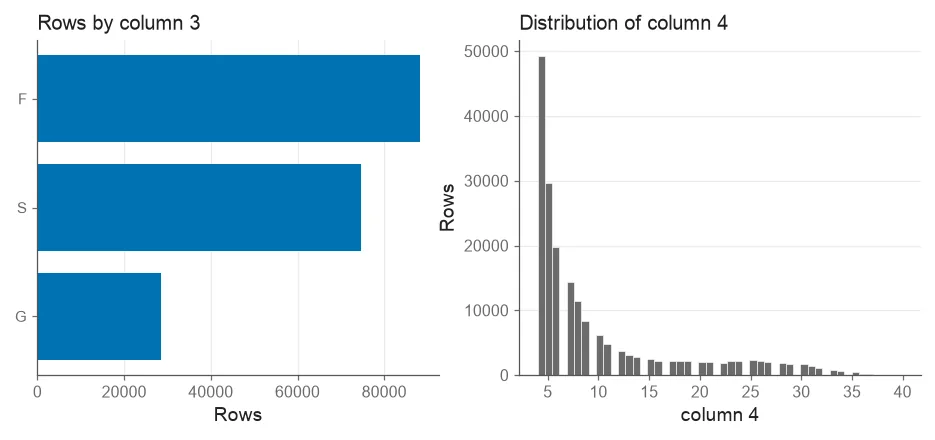 Rows by column 3
F
S
G
0 20000 40000 60000 80000
Rows
Distribution of column 4
50000
40000
30000
20000
10000
0
Rows
5 10 15 20 25 30 35 40
column 4